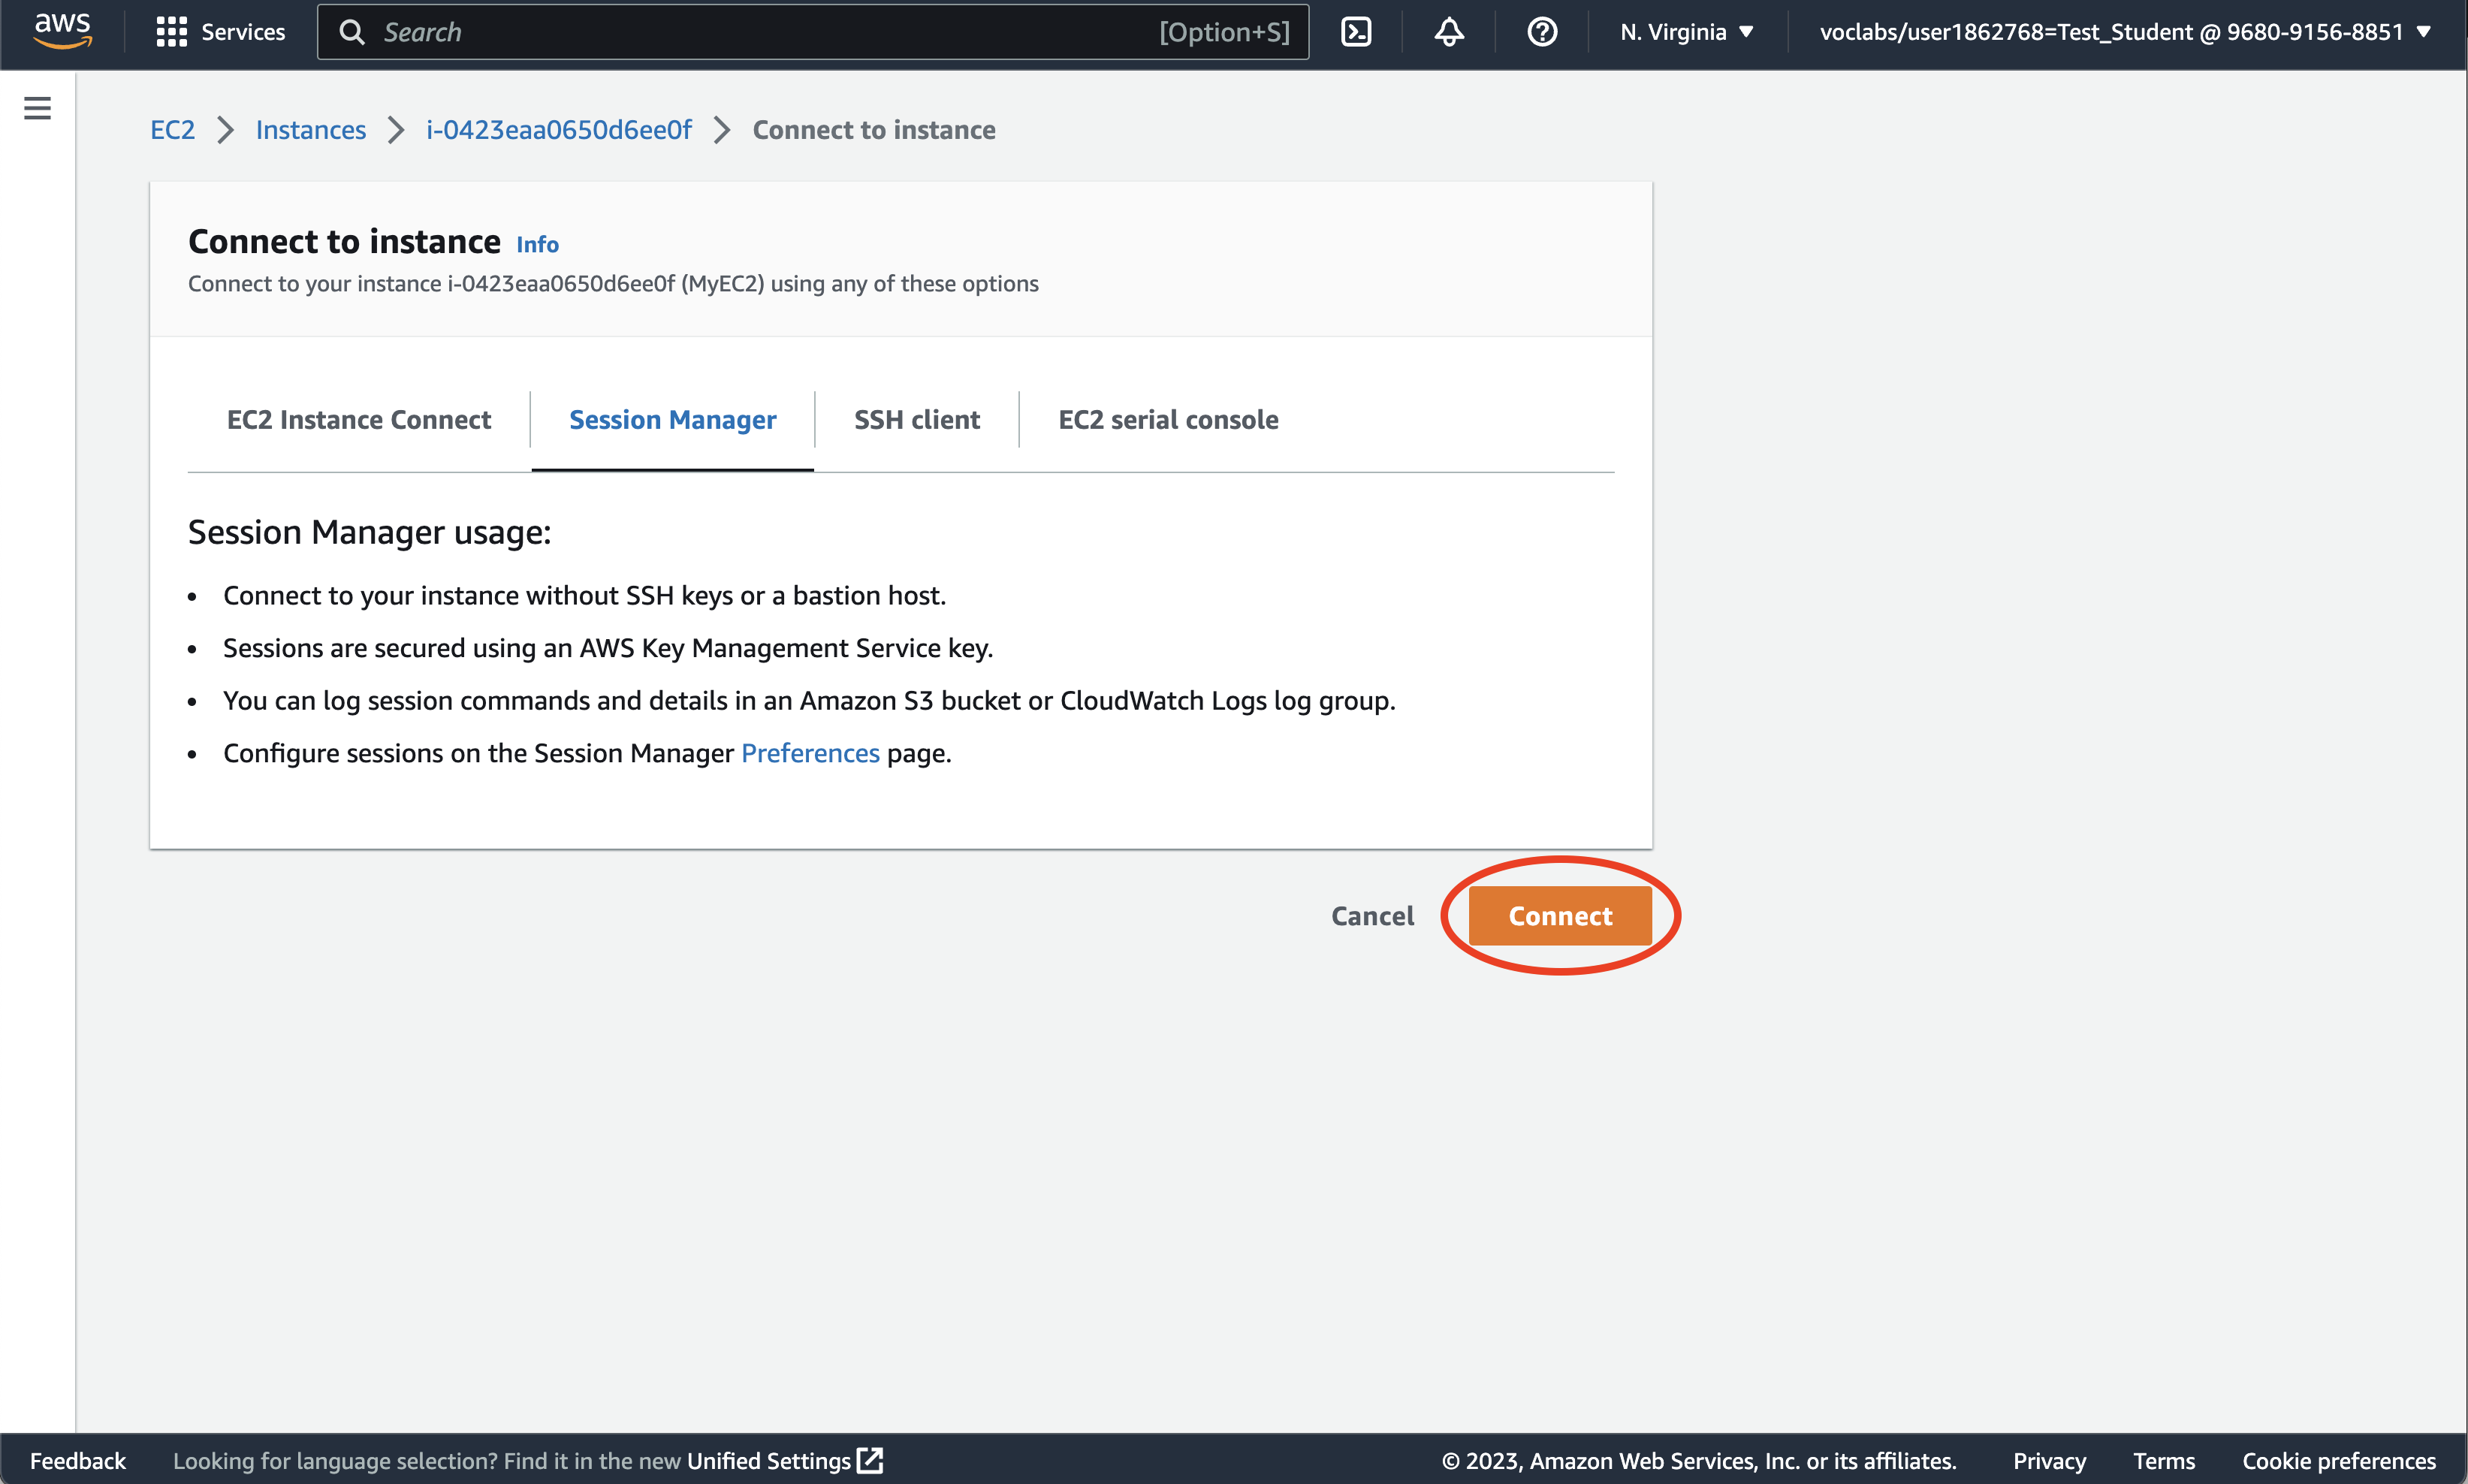 aws Services Search [Option+S] N. Virginia voclabs/user1862768=Test_Student @ 9680-9156-8851
EC2 Instances i-0423eaa0650d6ee0f Connect to instance
Connect to instance Info
Connect to your instance i-0423eaa0650d6ee0f (MyEC2) using any of these options
EC2 Instance Connect Session Manager SSH client EC2 serial console
Session Manager usage:
• Connect to your instance without SSH keys or a bastion host.
• Sessions are secured using an AWS Key Management Service key.
• You can log session commands and details in an Amazon S3 bucket or CloudWatch Logs log group.
• Configure sessions on the Session Manager Preferences page.
Cancel Connect
Feedback Looking for language selection? Find it in the new Unified Settings © 2023, Amazon Web Services, Inc. or its affiliates. Privacy Terms Cookie preferences